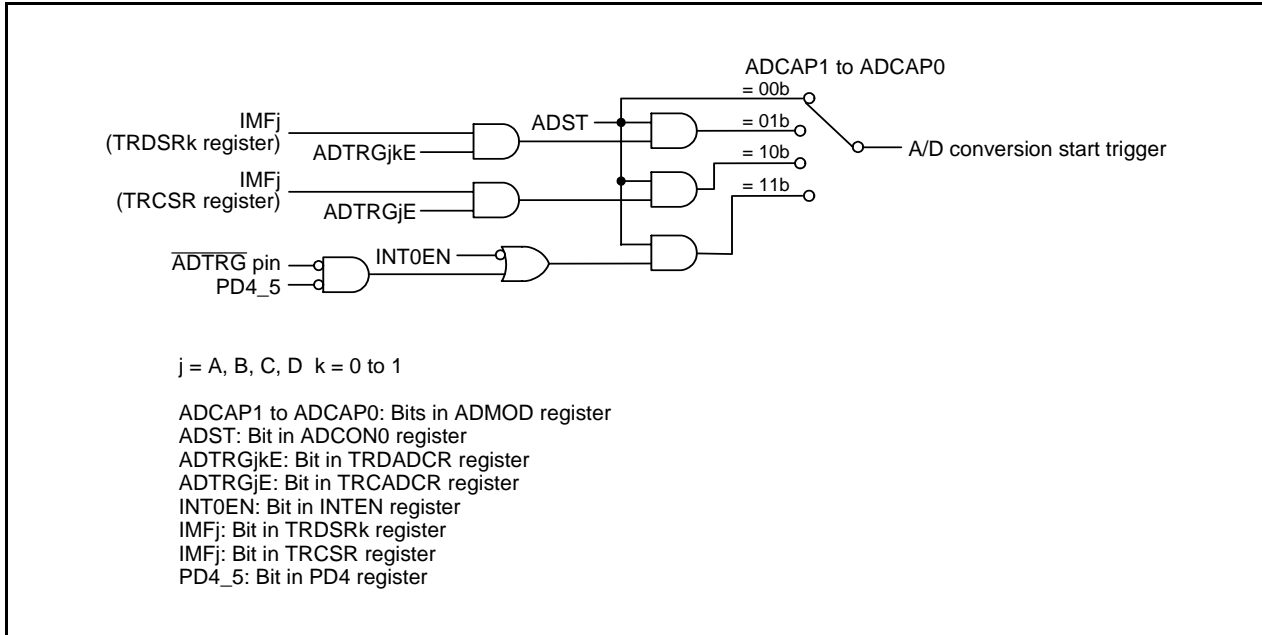 ADCAP1 to ADCAP0
= 00b
IMFj
(TRDSRk register)
ADTRGjkE
ADST
= 01b
A/D conversion start trigger
= 10b
IMFj
(TRCSR register)
ADTRGjE
= 11b
ADTRG pin
PD4_5
INT0EN
j = A, B, C, D k = 0 to 1
ADCAP1 to ADCAP0: Bits in ADMOD register
ADST: Bit in ADCON0 register
ADTRGjkE: Bit in TRDADCR register
ADTRGjE: Bit in TRCADCR register
INT0EN: Bit in INTEN register
IMFj: Bit in TRDSRk register
IMFj: Bit in TRCSR register
PD4_5: Bit in PD4 register